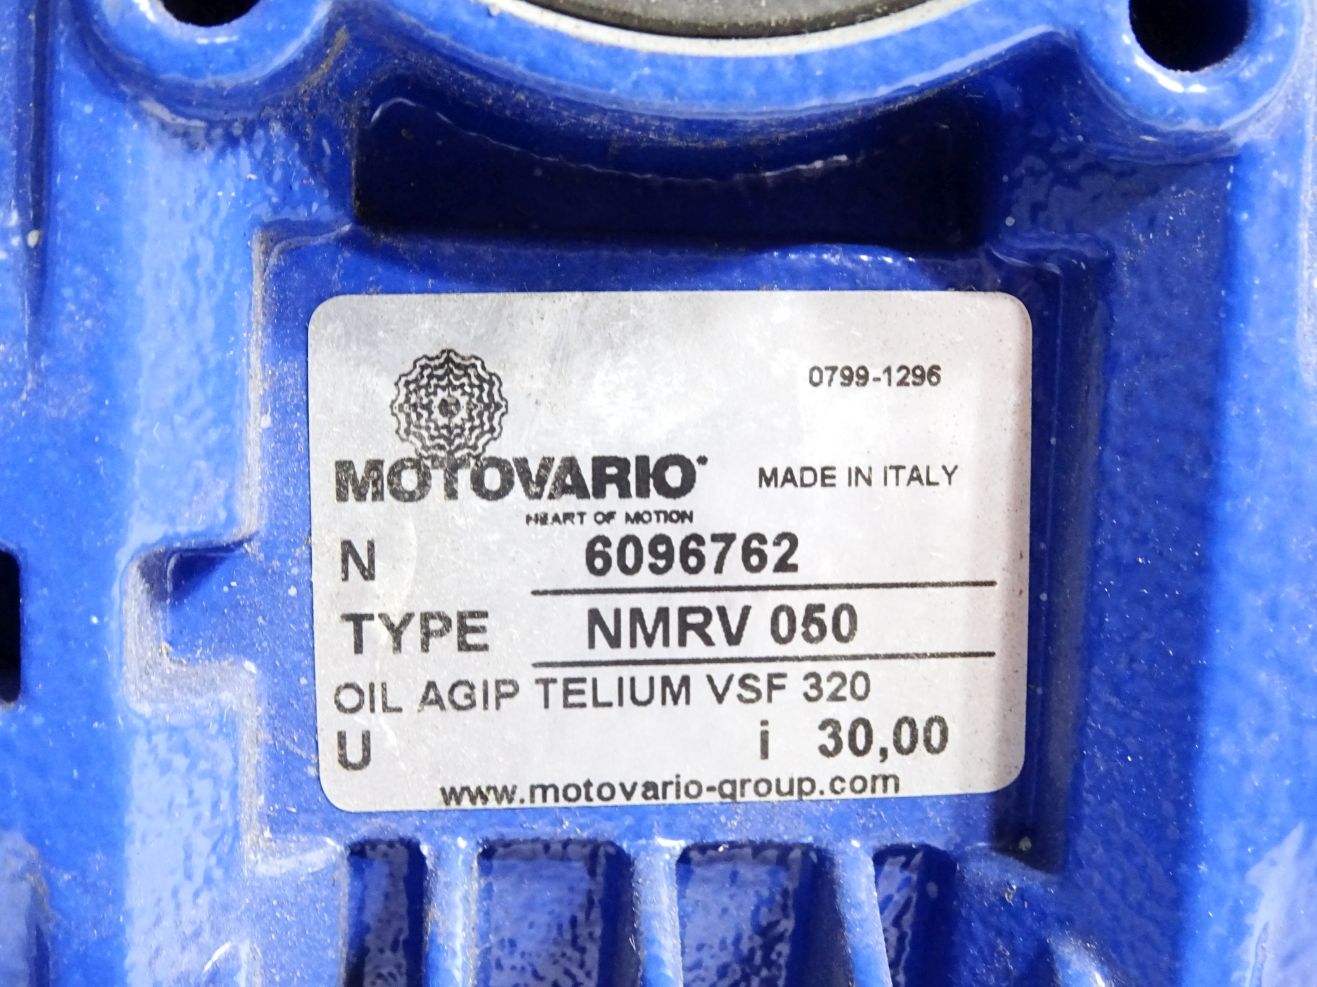 0799-1296
MOTOVARIO
MADE IN ITALY
HEART OF MOTION
N 6096762
TYPE NMRV 050
OIL AGIP TELIUM VSF 320
U i 30,00
www.motovario-group.com